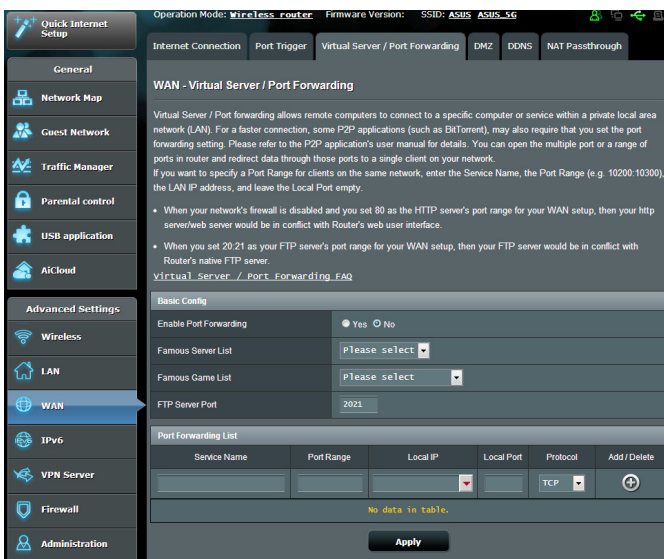 Quick Internet
Setup
General
Network Map
Guest Network
Traffic Manager
Parental control
USB application
AiCloud
Advanced Settings
Wireless
LAN
WAN
IPv6
VPN Server
Firewall
Administration
Operation Mode: Wireless router Firmware Version: SSID: ASUS ASUS_5G
Internet Connection Port Trigger Virtual Server / Port Forwarding DMZ DDNS NAT Passthrough
WAN - Virtual Server / Port Forwarding
Virtual Server / Port forwarding allows remote computers to connect to a specific computer or service within a private local area
network (LAN). For a faster connection, some P2P applications (such as BitTorrent), may also require that you set the port
forwarding setting. Please refer to the P2P application's user manual for details. You can open the multiple port or a range of
ports in router and redirect data through those ports to a single client on your network.
If you want to specify a Port Range for clients on the same network, enter the Service Name, the Port Range (e.g. 10200:10300),
the LAN IP address, and leave the Local Port empty.
• When your network's firewall is disabled and you set 80 as the HTTP server's port range for your WAN setup, then your http
server/web server would be in conflict with Router's web user interface.
• When you set 20:21 as your FTP server's port range for your WAN setup, then your FTP server would be in conflict with
Router's native FTP server.
Virtual Server / Port Forwarding FAQ
Basic Config
Enable Port Forwarding Yes No
Famous Server List Please select
Famous Game List Please select
FTP Server Port 2021
Port Forwarding List
Service Name Port Range Local IP Local Port Protocol Add / Delete
TCP
No data in table.
Apply